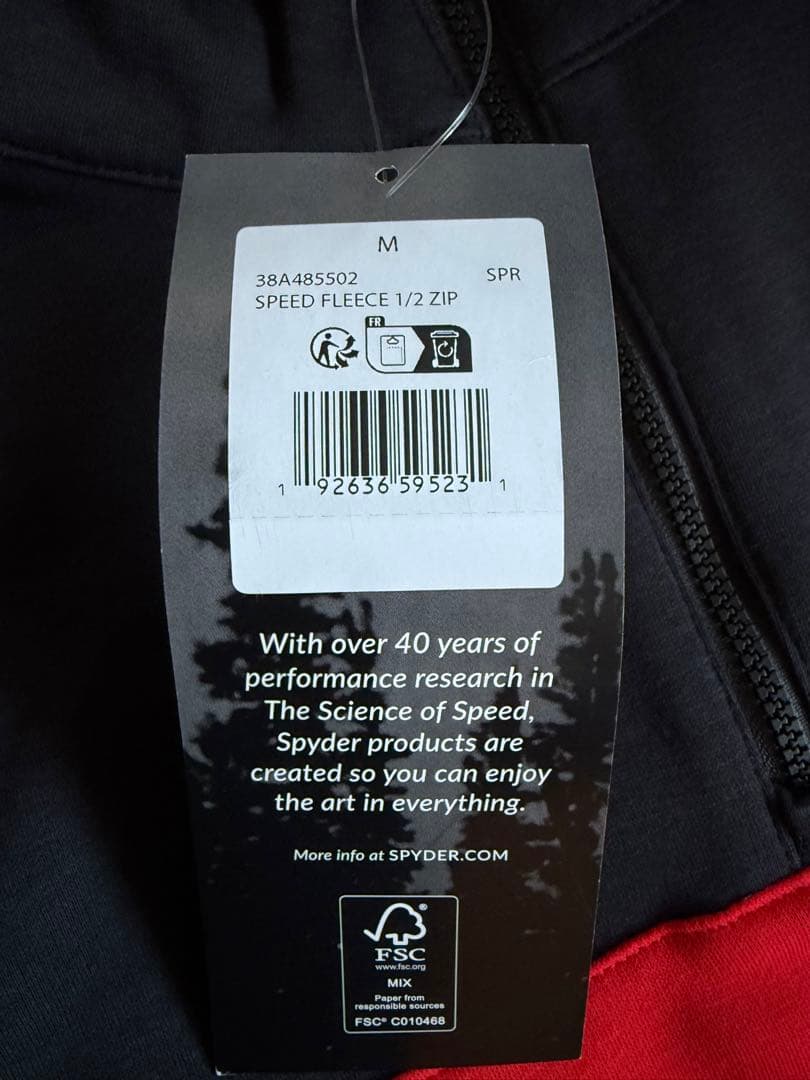 M
38A485502 SPR
SPEED FLEECE 1/2 ZIP
FR
1 92636 59523 1
With over 40 years of
performance research in
The Science of Speed,
Spyder products are
created so you can enjoy
the art in everything.
More info at SPYDER.COM
®
FSC
www.fsc.org
MIX
Paper from
responsible sources
FSC® C010468